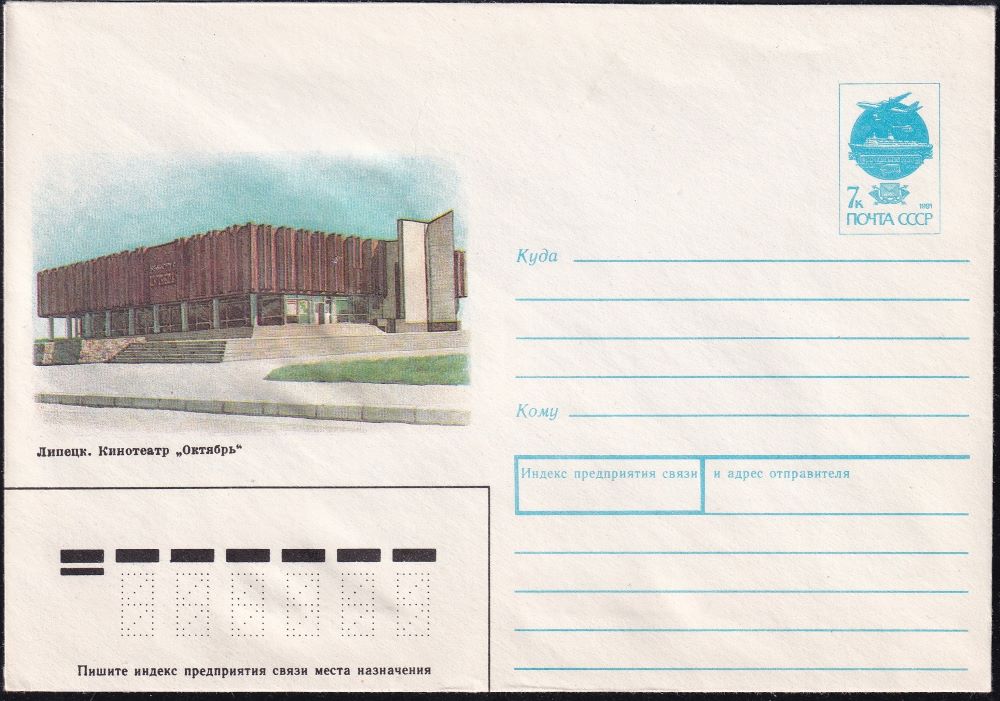 7к
1991
ПОЧТА СССР
Куда
Кому
Липецк. Кинотеатр „Октябрь“
Индекс предприятия связи и адрес отправителя
Пишите индекс предприятия связи места назначения